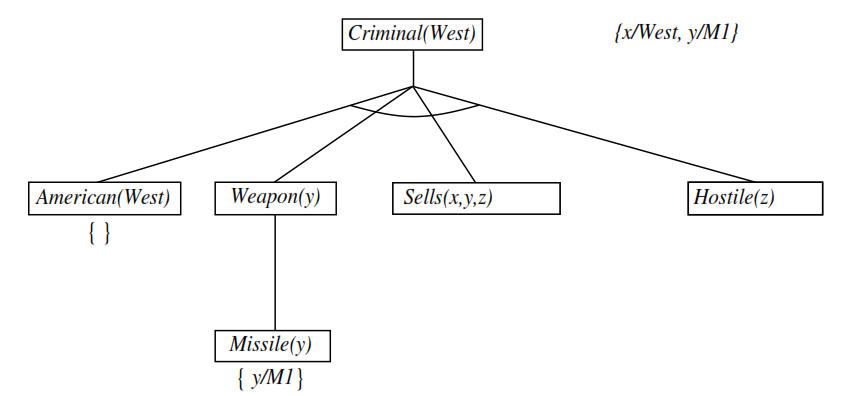 Criminal(West)
{x/West, y/M1}
American(West)
Weapon(y)
Sells(x,y,z)
Hostile(z)
{ }
Missile(y)
{ y/M1}